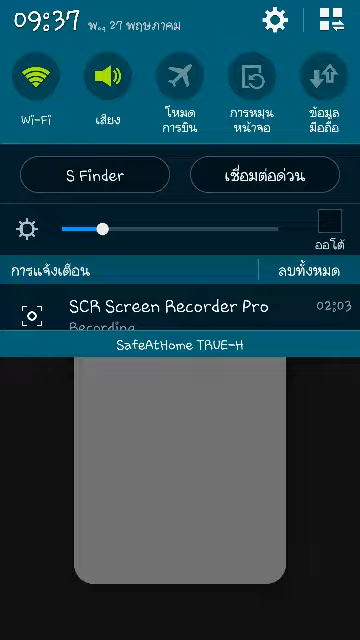 09:37 พ., 27 พฤษภาคม
Wi-Fi
เสียง
โหมด
การบิน
การหมุน
หน้าจอ
ข้อมูล
มือถือ
S Finder
เชื่อมต่อด่วน
ออโต้
การแจ้งเตือน
ลบทั้งหมด
SCR Screen Recorder Pro
02:03
Recording
SafeAtHome TRUE-H